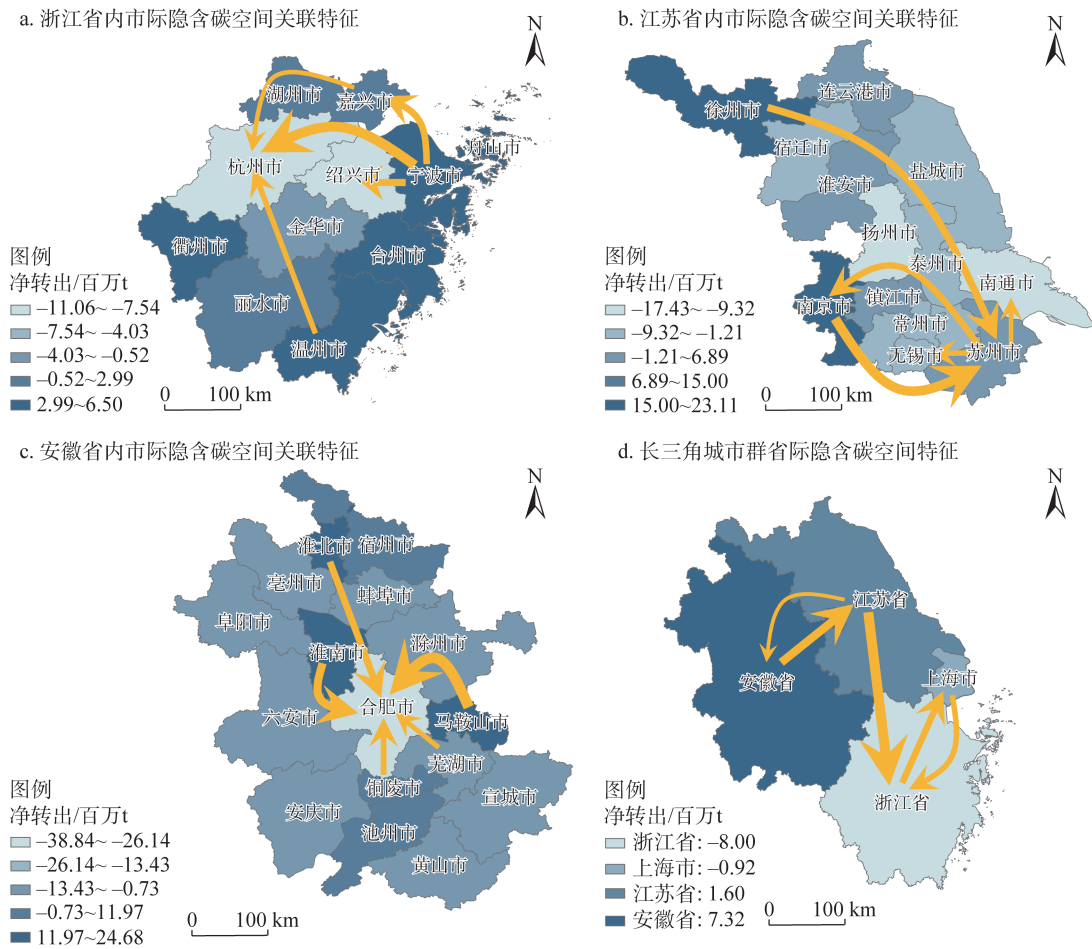 a. 浙江省内市际隐含碳空间关联特征
N
湖州市
嘉兴市
杭州市
绍兴市
宁波市
舟山市
金华市
衢州市
台州市
丽水市
温州市
图例
净转出/百万t
–11.06~ –7.54
–7.54~ –4.03
–4.03~ –0.52
–0.52~2.99
2.99~6.50
0 100 km
b. 江苏省内市际隐含碳空间关联特征
N
连云港市
徐州市
宿迁市
盐城市
淮安市
扬州市
泰州市
南通市
南京市
镇江市
常州市
无锡市
苏州市
图例
净转出/百万t
–17.43~ –9.32
–9.32~ –1.21
–1.21~6.89
6.89~15.00
15.00~23.11
0 100 km
c. 安徽省内市际隐含碳空间关联特征
N
淮北市
宿州市
亳州市
蚌埠市
阜阳市
淮南市
滁州市
合肥市
六安市
马鞍山市
芜湖市
铜陵市
安庆市
池州市
宣城市
黄山市
图例
净转出/百万t
–38.84~ –26.14
–26.14~ –13.43
–13.43~ –0.73
–0.73~11.97
11.97~24.68
0 100 km
d. 长三角城市群省际隐含碳空间特征
N
江苏省
安徽省
上海市
浙江省
图例
净转出/百万t
浙江省: –8.00
上海市: –0.92
江苏省: 1.60
安徽省: 7.32
0 100 km